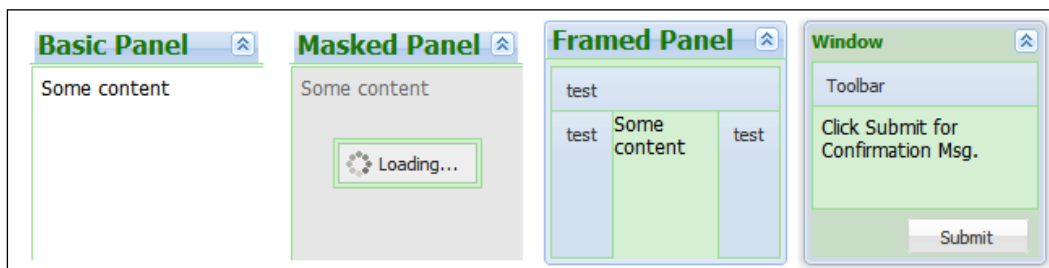 Basic Panel
Some content
Masked Panel
Some content
Loading...
Framed Panel
test
test
Some
content
test
Window
Toolbar
Click Submit for
Confirmation Msg.
Submit